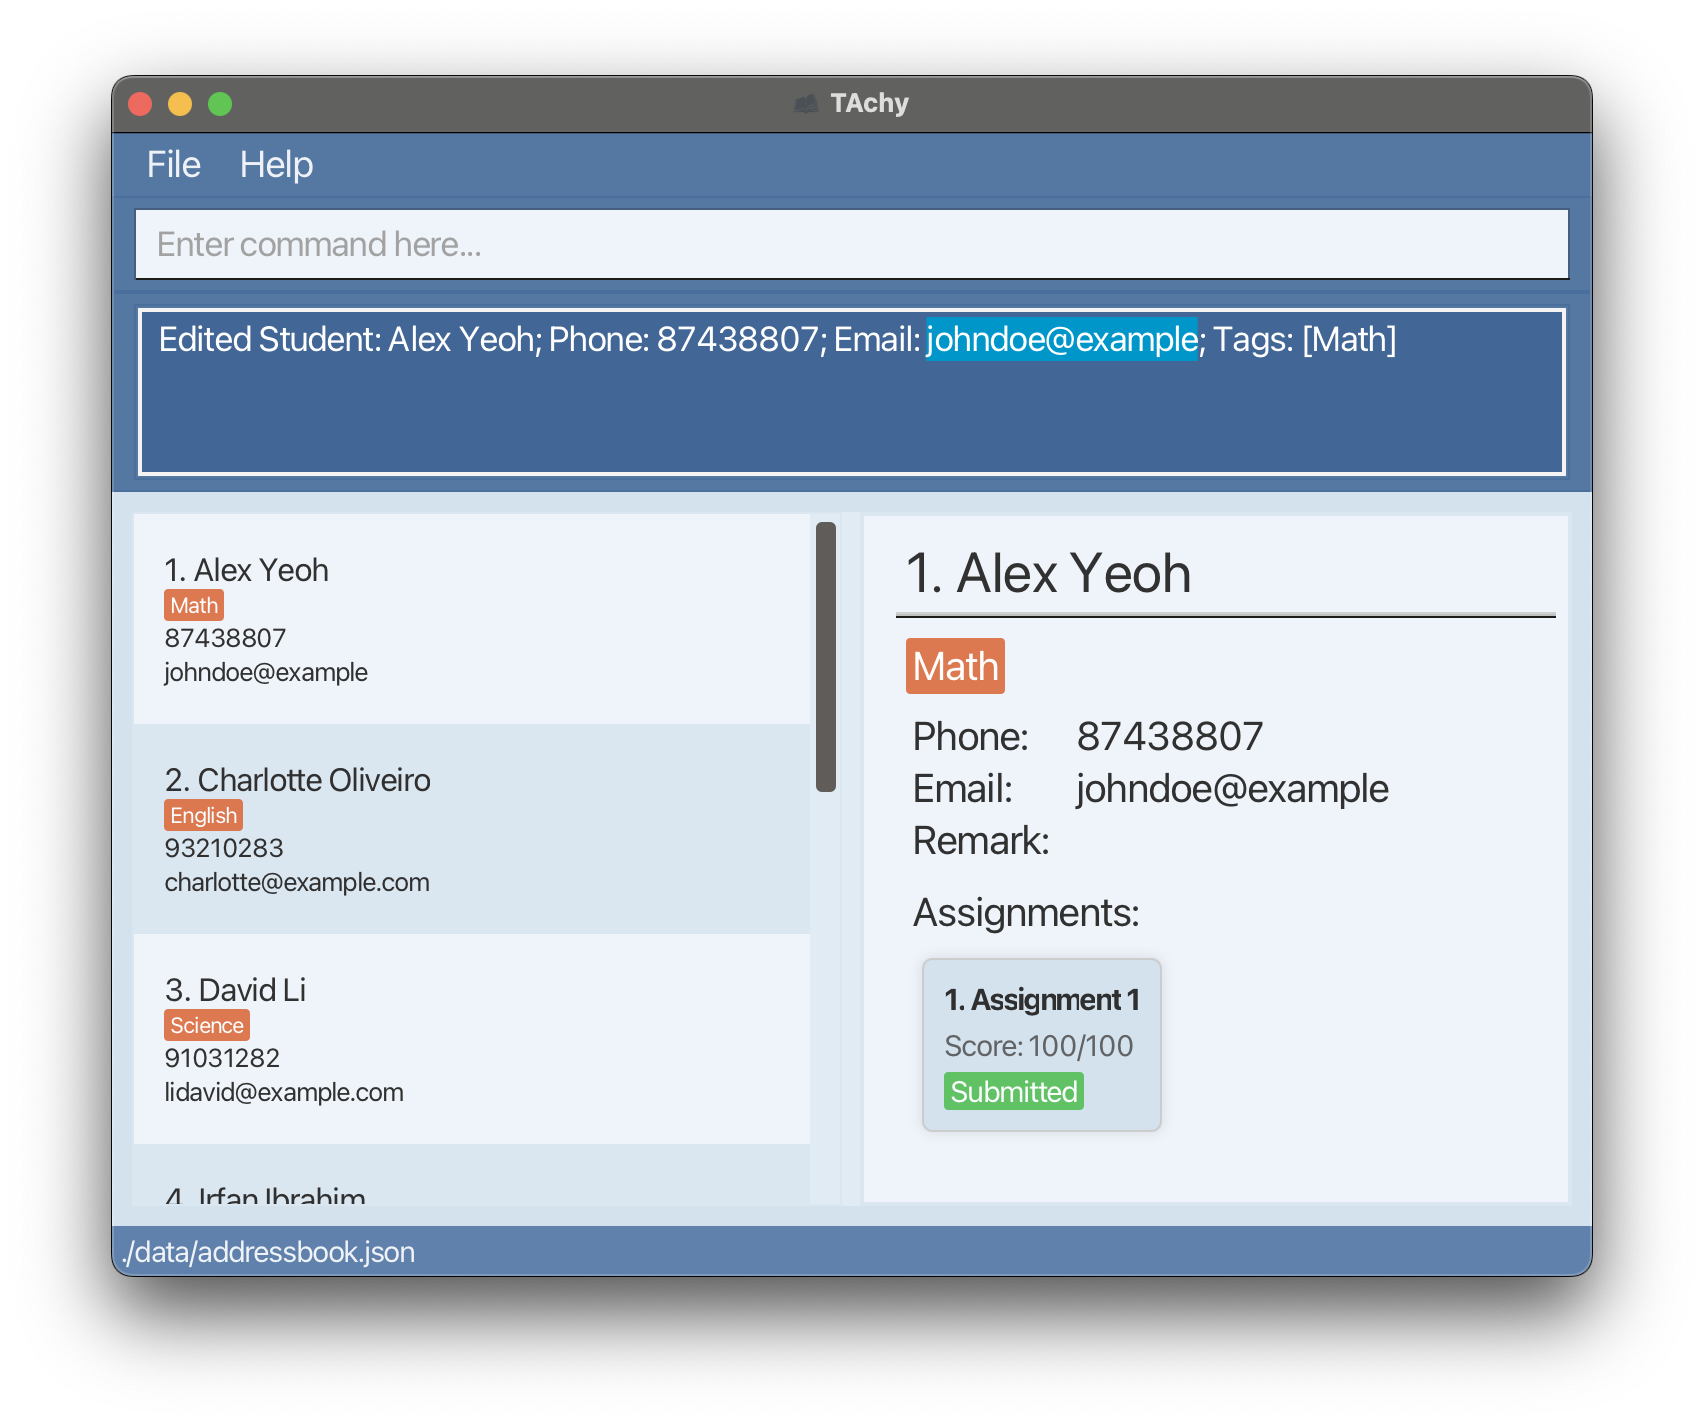 TAchy
File Help
Enter command here...
Edited Student: Alex Yeoh; Phone: 87438807; Email: johndoe@example; Tags: [Math]
1. Alex Yeoh
Math
87438807
johndoe@example
2. Charlotte Oliveiro
English
93210283
charlotte@example.com
3. David Li
Science
91031282
lidavid@example.com
4. Irfan Ibrahim
1. Alex Yeoh
Math
Phone: 87438807
Email: johndoe@example
Remark:
Assignments:
1. Assignment 1
Score: 100/100
Submitted
./data/addressbook.json